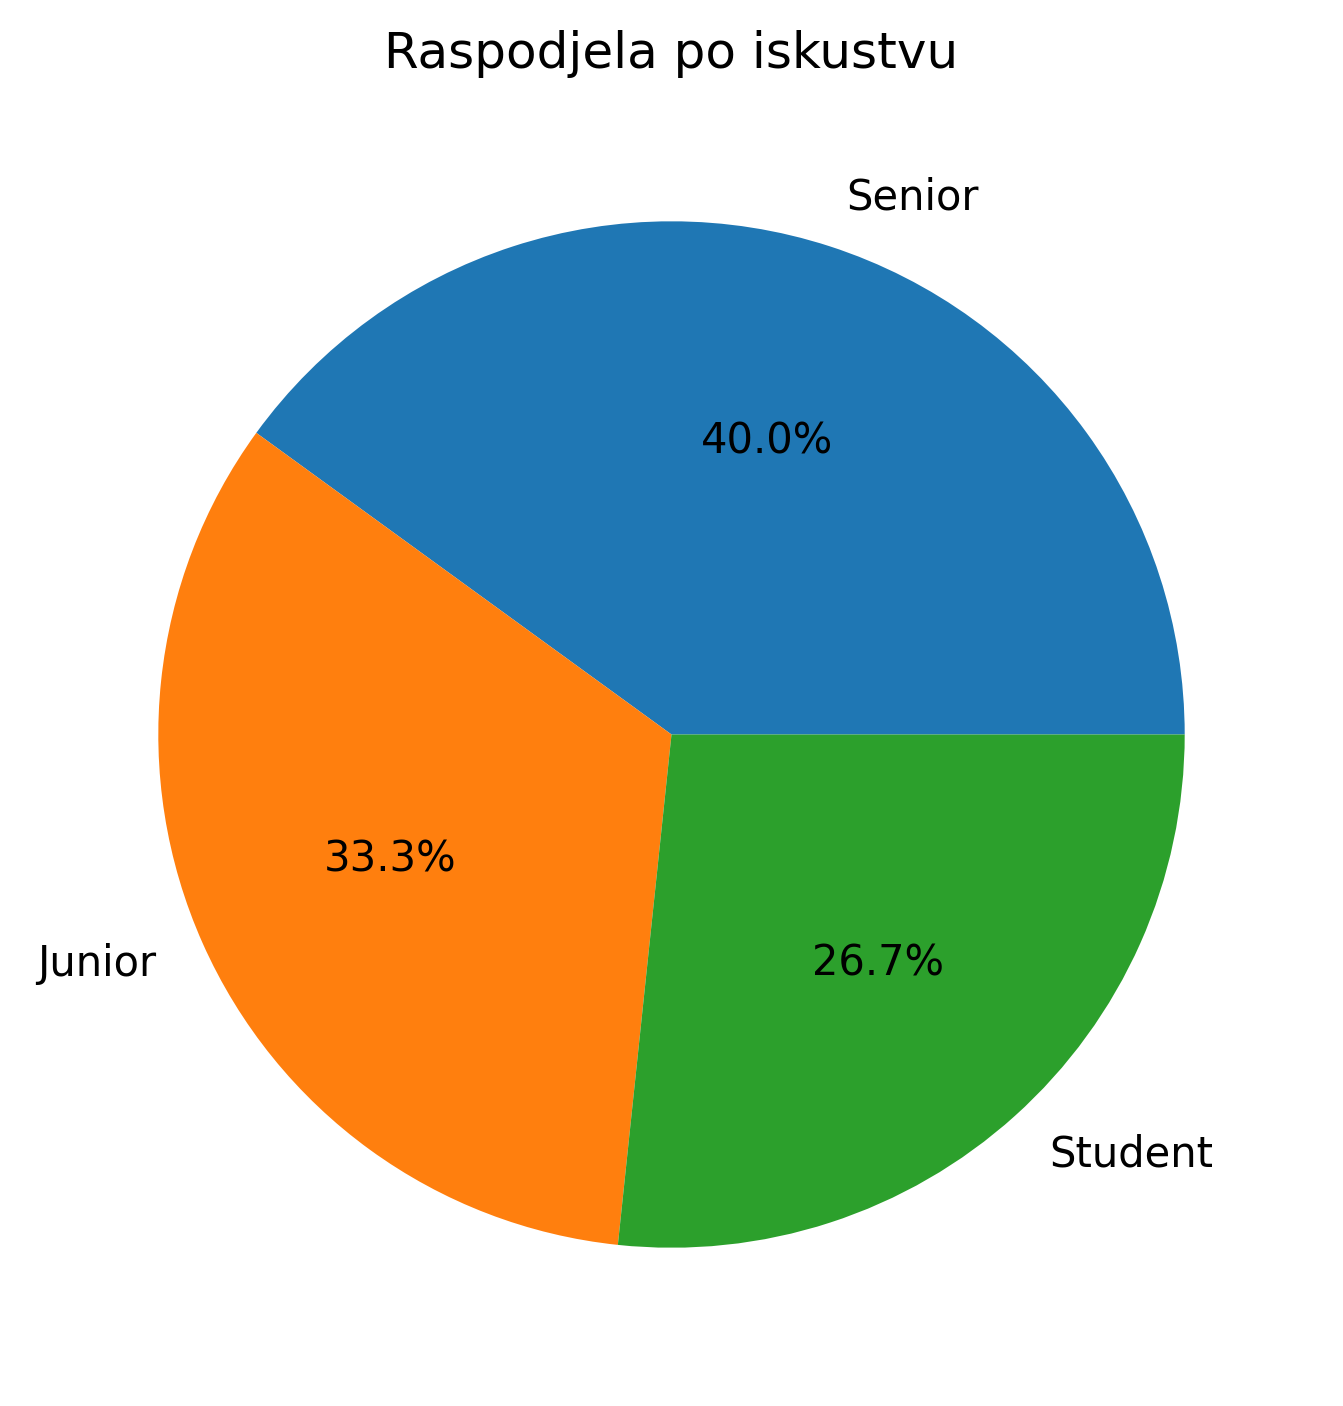 Raspodjela po iskustvu
Senior
40.0%
33.3%
Junior
26.7%
Student